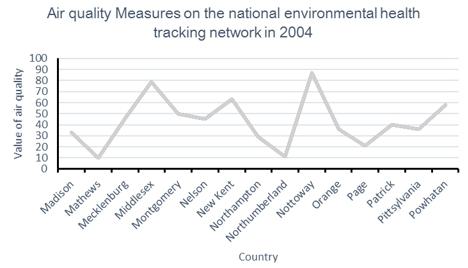 Air quality Measures on the national environmental health
tracking network in 2004
Value of air quality
100
90
80
70
60
50
40
30
20
10
0
Madison
Mathews
Mecklenburg
Middlesex
Montgomery
Nelson
New Kent
Northampton
Northumberland
Nottoway
Orange
Page
Patrick
Pittsylvania
Powhatan
Country